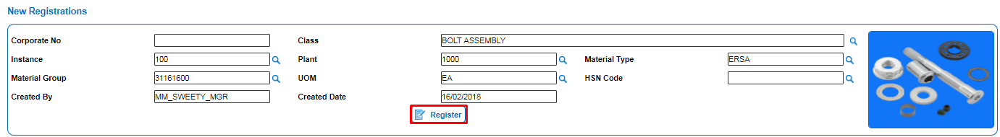 New Registrations
Corporate No Class BOLT ASSEMBLY
Instance 100 Plant 1000 Material Type ERSA
Material Group 31161600 UOM EA HSN Code
Created By MM_SWEETY_MGR Created Date 16/02/2018
Register